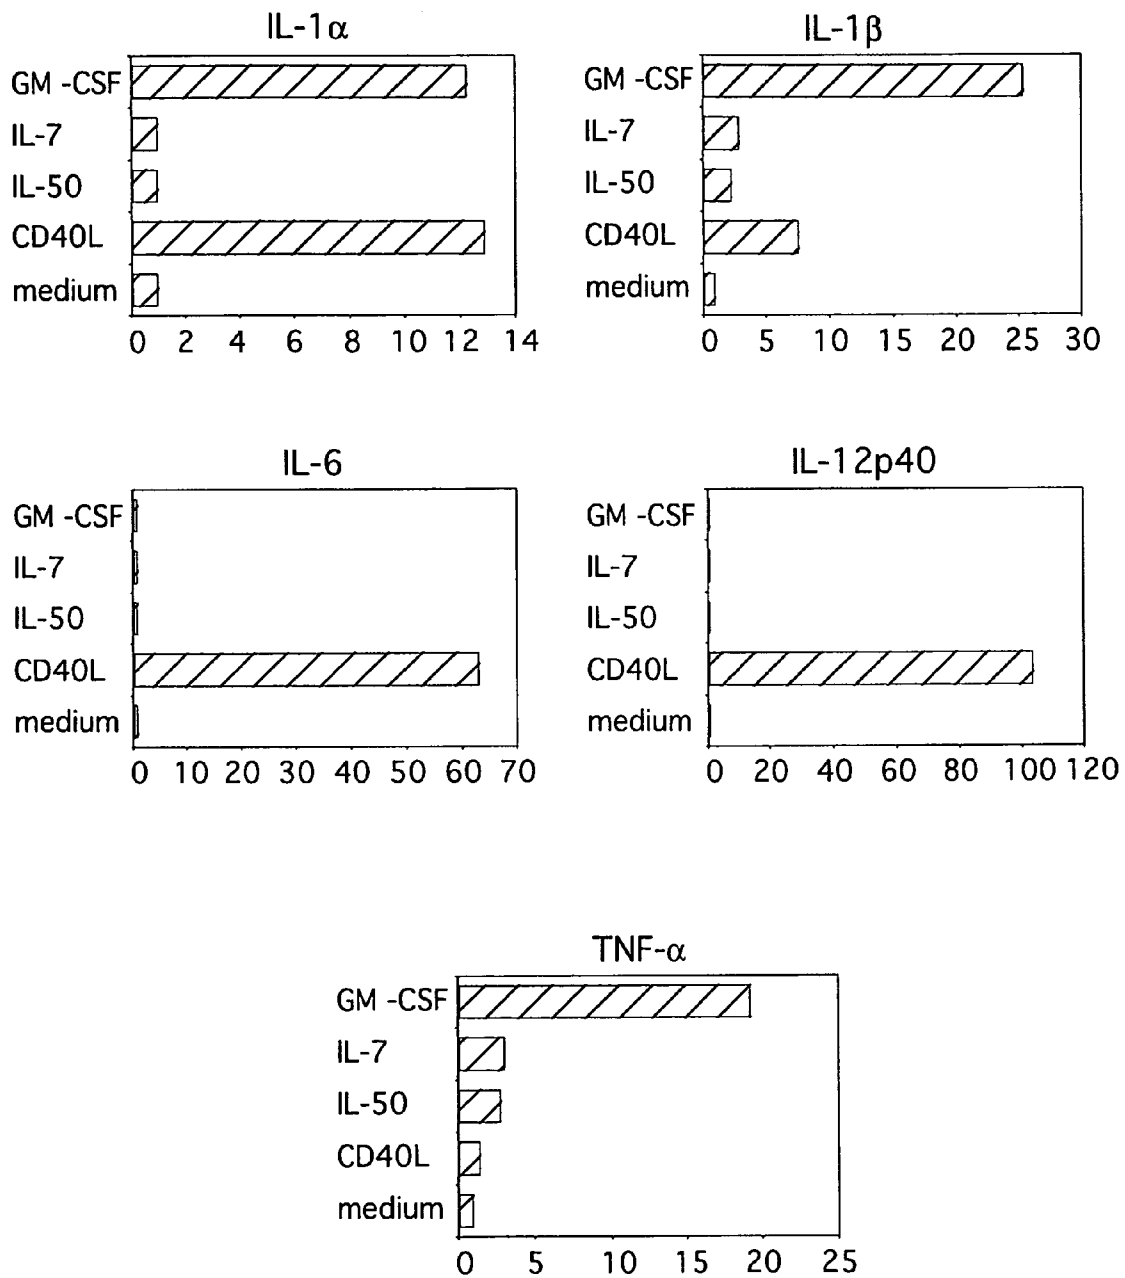 IL-1α
GM -CSF
IL-7
IL-50
CD40L
medium
0 2 4 6 8 10 12 14
IL-1β
GM -CSF
IL-7
IL-50
CD40L
medium
0 5 10 15 20 25 30
IL-6
GM -CSF
IL-7
IL-50
CD40L
medium
0 10 20 30 40 50 60 70
IL-12p40
GM -CSF
IL-7
IL-50
CD40L
medium
0 20 40 60 80 100 120
TNF-α
GM -CSF
IL-7
IL-50
CD40L
medium
0 5 10 15 20 25